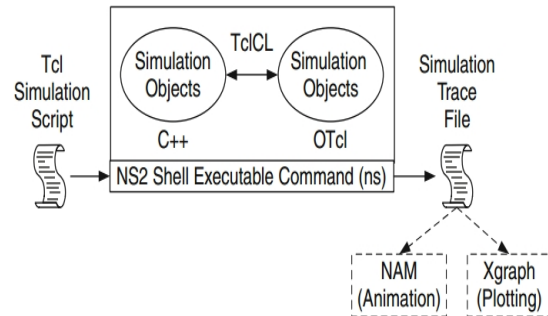 Tcl
Simulation
Script
Simulation
Objects
C++
TclCL
Simulation
Objects
OTcl
NS2 Shell Executable Command (ns)
Simulation
Trace
File
NAM
(Animation)
Xgraph
(Plotting)